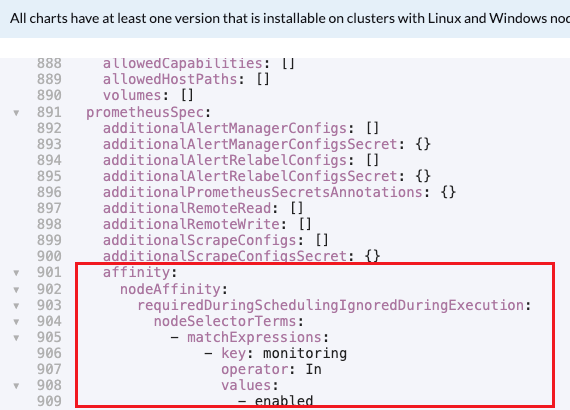 All charts have at least one version that is installable on clusters with Linux and Windows nod
888 allowedCapabilities: []
889 allowedHostPaths: []
890 volumes: []
891 prometheusSpec:
892 additionalAlertManagerConfigs: []
893 additionalAlertManagerConfigsSecret: {}
894 additionalAlertRelabelConfigs: []
895 additionalAlertRelabelConfigsSecret: {}
896 additionalPrometheusSecretsAnnotations: {}
897 additionalRemoteRead: []
898 additionalRemoteWrite: []
899 additionalScrapeConfigs: []
900 additionalScrapeConfigsSecret: {}
901 affinity:
902 nodeAffinity:
903 requiredDuringSchedulingIgnoredDuringExecution:
904 nodeSelectorTerms:
905 - matchExpressions:
906 - key: monitoring
907 operator: In
908 values:
909 - enabled